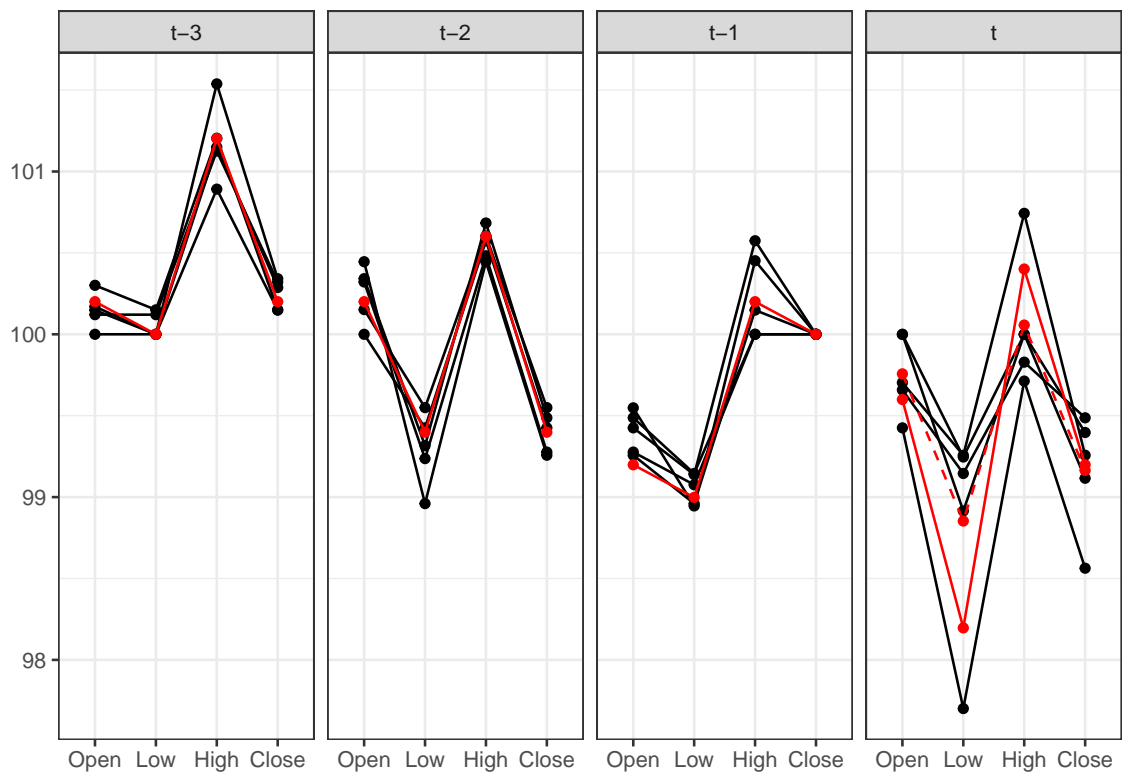 t−3 t−2 t−1 t
101
100
99
98
Open Low High Close Open Low High Close Open Low High Close Open Low High Close